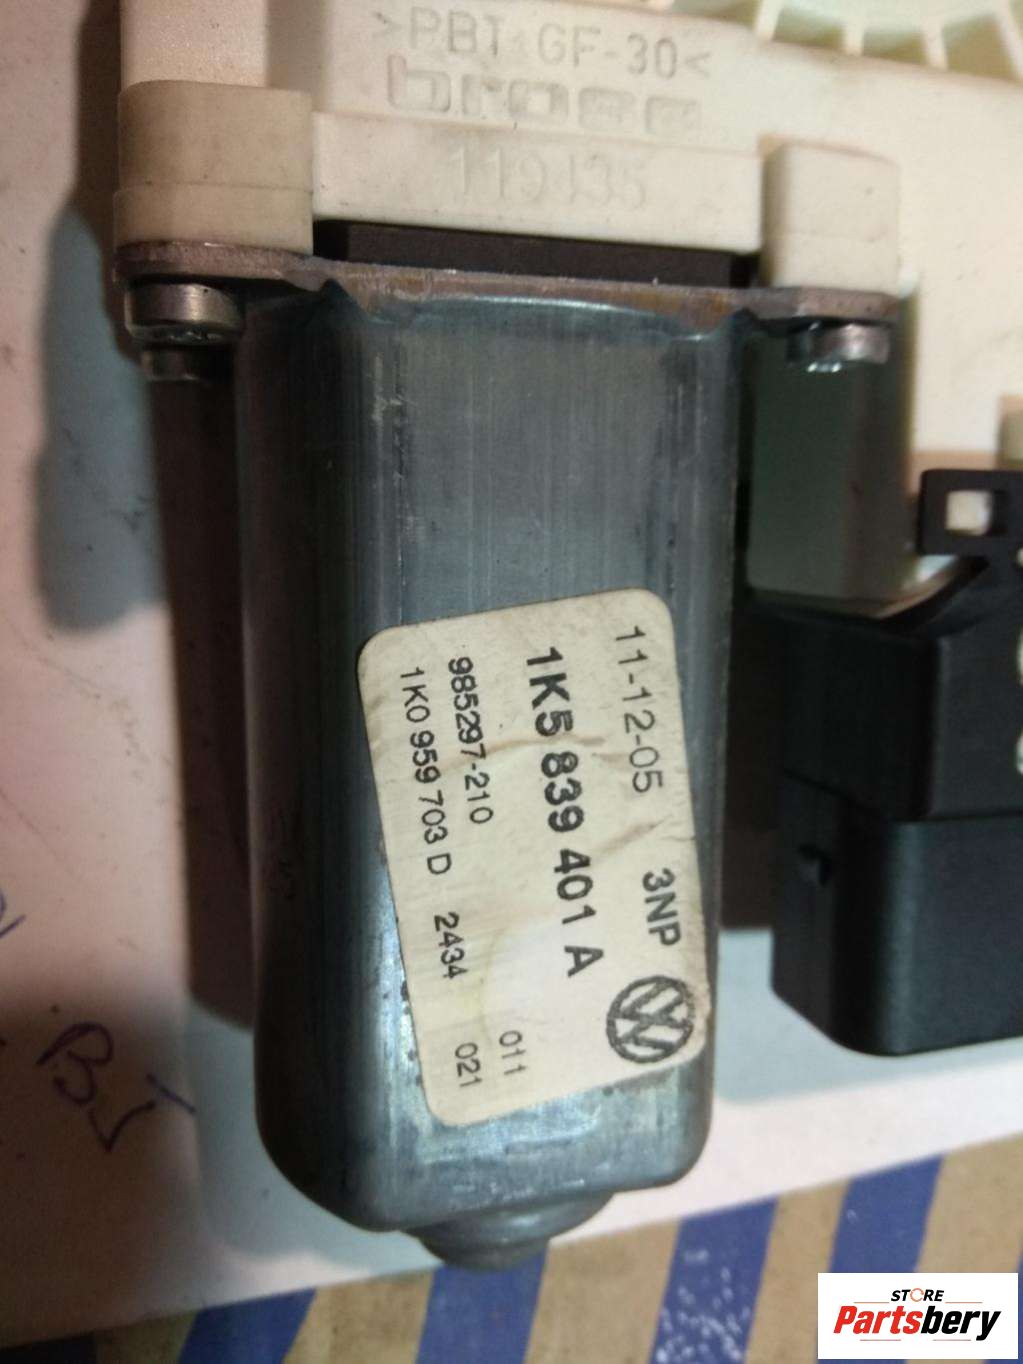 >PBT GF-30<
brose
119J35
11-12-05 3NP
1K5 839 401 A
985297-210 011
1K0 959 703 D 2434 021
STORE
Partsbery